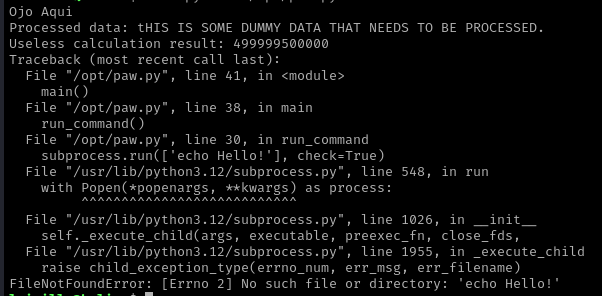 Ojo Aqui
Processed data: tHIS IS SOME DUMMY DATA THAT NEEDS TO BE PROCESSED.
Useless calculation result: 499999500000
Traceback (most recent call last):
  File "/opt/paw.py", line 41, in <module>
    main()
  File "/opt/paw.py", line 38, in main
    run_command()
  File "/opt/paw.py", line 30, in run_command
    subprocess.run(['echo Hello!'], check=True)
  File "/usr/lib/python3.12/subprocess.py", line 548, in run
    with Popen(*popenargs, **kwargs) as process:
         ^^^^^^^^^^^^^^^^^^^^^^^^^^^
  File "/usr/lib/python3.12/subprocess.py", line 1026, in __init__
    self._execute_child(args, executable, preexec_fn, close_fds,
  File "/usr/lib/python3.12/subprocess.py", line 1955, in _execute_child
    raise child_exception_type(errno_num, err_msg, err_filename)
FileNotFoundError: [Errno 2] No such file or directory: 'echo Hello!'